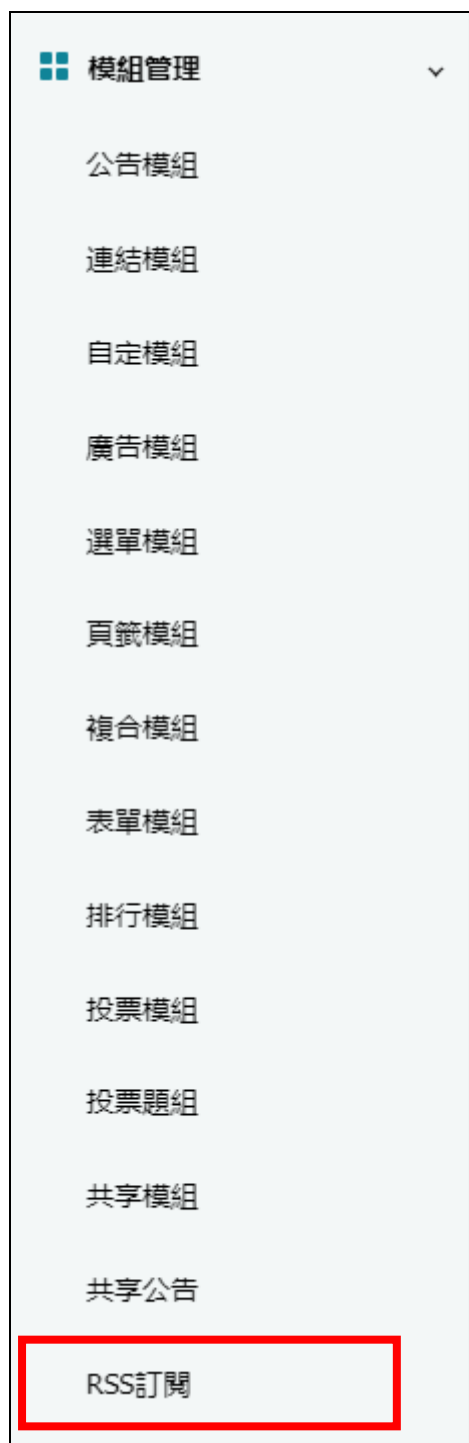 模組管理
公告模組
連結模組
自定模組
廣告模組
選單模組
頁籤模組
複合模組
表單模組
排行模組
投票模組
投票題組
共享模組
共享公告
RSS訂閱